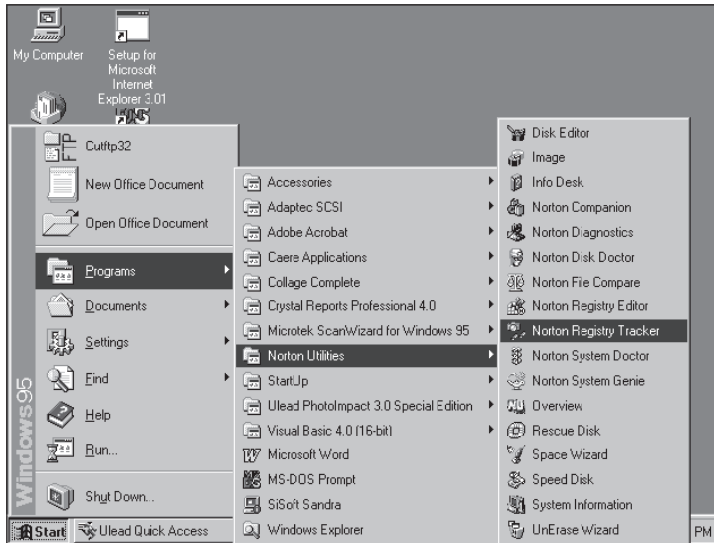 My Computer
Setup for
Microsoft
Internet
Explorer 3.01
Cutftp32
New Office Document
Open Office Document
Programs
Documents
Settings
Find
Help
Run...
Shut Down...
Windows95
Accessories
Adaptec SCSI
Adobe Acrobat
Caere Applications
Collage Complete
Crystal Reports Professional 4.0
Microtek ScanWizard for Windows 95
Norton Utilities
StartUp
Ulead PhotoImpact 3.0 Special Edition
Visual Basic 4.0 (16-bit)
Microsoft Word
MS-DOS Prompt
SiSoft Sandra
Windows Explorer
Disk Editor
Image
Info Desk
Norton Companion
Norton Diagnostics
Norton Disk Doctor
Norton File Compare
Norton Registry Editor
Norton Registry Tracker
Norton System Doctor
Norton System Genie
Overview
Rescue Disk
Space Wizard
Speed Disk
System Information
UnErase Wizard
Start
Ulead Quick Access
PM